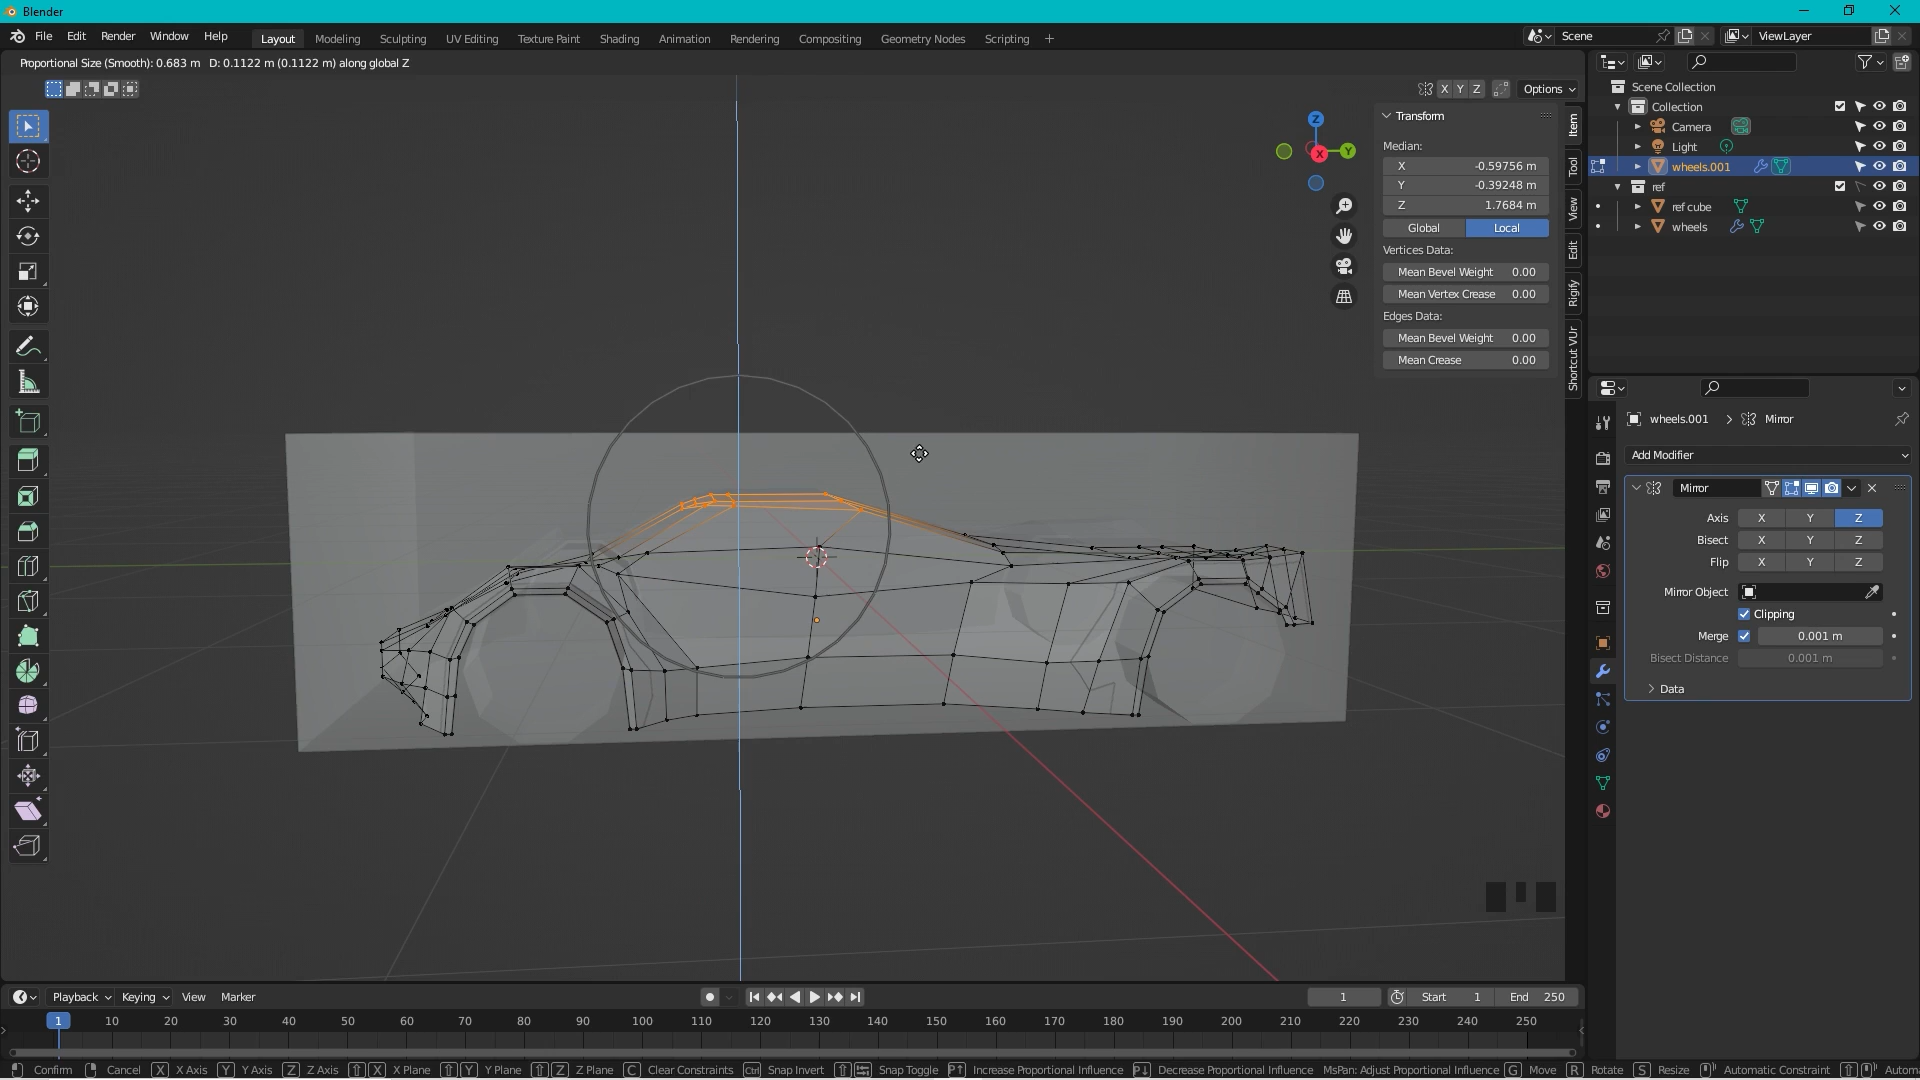 Blender
File Edit Render Window Help Layout Modeling Sculpting UV Editing Texture Paint Shading Animation Rendering Compositing Geometry Nodes Scripting Scene ViewLayer
Proportional Size (Smooth): 0.683 m D: 0.1122 m (0.1122 m) along global Z
X Y Z Options
Z
Y
X
Transform
Median:
X -0.59756 m
Y -0.39248 m
Z 1.7684 m
Global Local
Vertices Data:
Mean Bevel Weight 0.00
Mean Vertex Crease 0.00
Edges Data:
Mean Bevel Weight 0.00
Mean Crease 0.00
Item
Tool
View
Edit
Rigify
Shortcut VUr
Scene Collection
Collection
Camera
Light
wheels.001
ref
ref cube
wheels
wheels.001 Mirror
Add Modifier
Mirror
Axis X Y Z
Bisect X Y Z
Flip X Y Z
Mirror Object
Clipping
Merge 0.001 m
Bisect Distance 0.001 m
Data
Playback Keying View Marker 1 Start 1 End 250
1 10 20 30 40 50 60 70 80 90 100 110 120 130 140 150 160 170 180 190 200 210 220 230 240 250
Confirm Cancel X X Axis Y Y Axis Z Z Axis X X Plane Y Y Plane Z Z Plane C Clear Constraints Ctrl Snap Invert Snap Toggle Increase Proportional Influence Decrease Proportional Influence MsPan: Adjust Proportional Influence G Move R Rotate S Resize Automatic Constraint Autom